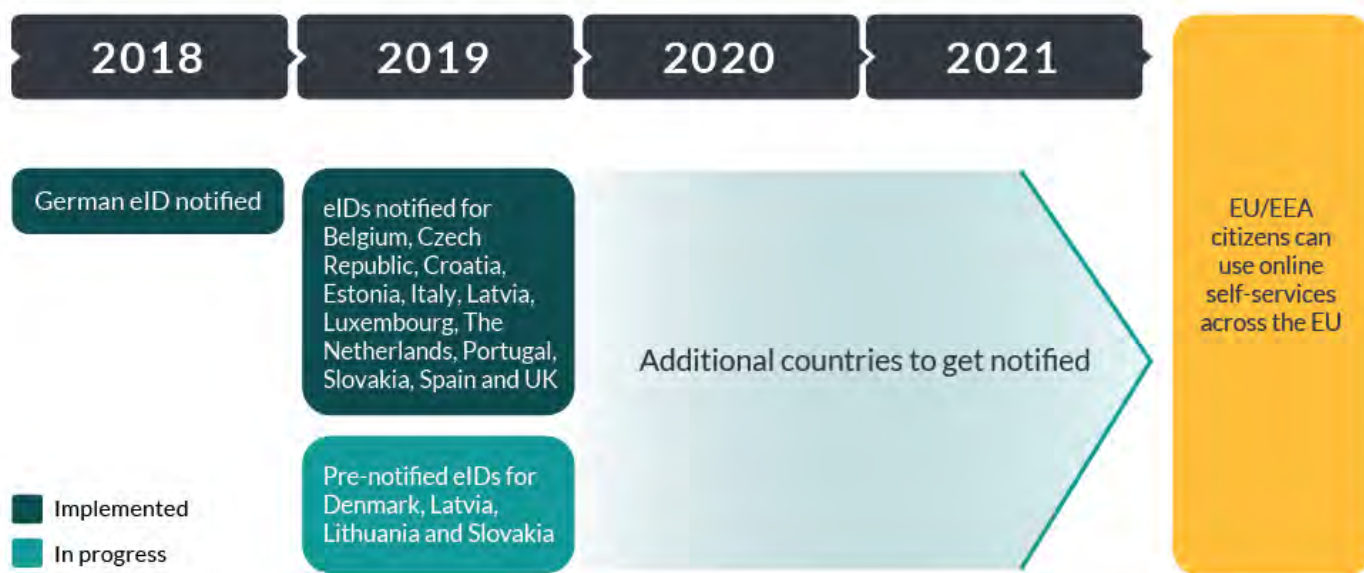 2018
2019
2020
2021
German eID notified
eIDs notified for
Belgium, Czech
Republic, Croatia,
Estonia, Italy, Latvia,
Luxembourg, The
Netherlands, Portugal,
Slovakia, Spain and UK
Pre-notified eIDs for
Denmark, Latvia,
Lithuania and Slovakia
Additional countries to get notified
EU/EEA
citizens can
use online
self-services
across the EU
Implemented
In progress